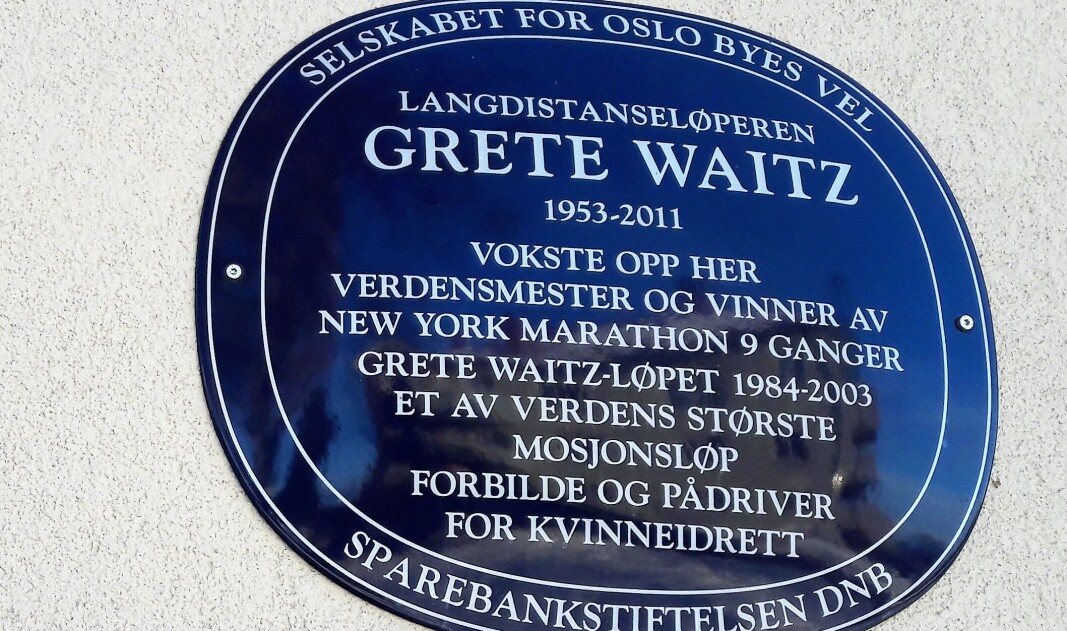 SELSKABET FOR OSLO BYES VEL
LANGDISTANSELØPEREN
GRETE WAITZ
1953-2011
VOKSTE OPP HER
VERDENSMESTER OG VINNER AV
NEW YORK MARATHON 9 GANGER
GRETE WAITZ-LØPET 1984-2003
ET AV VERDENS STØRSTE
MOSJONSLØP
FORBILDE OG PÅDRIVER
FOR KVINNEIDRETT
SPAREBANKSTIFTELSEN DNB